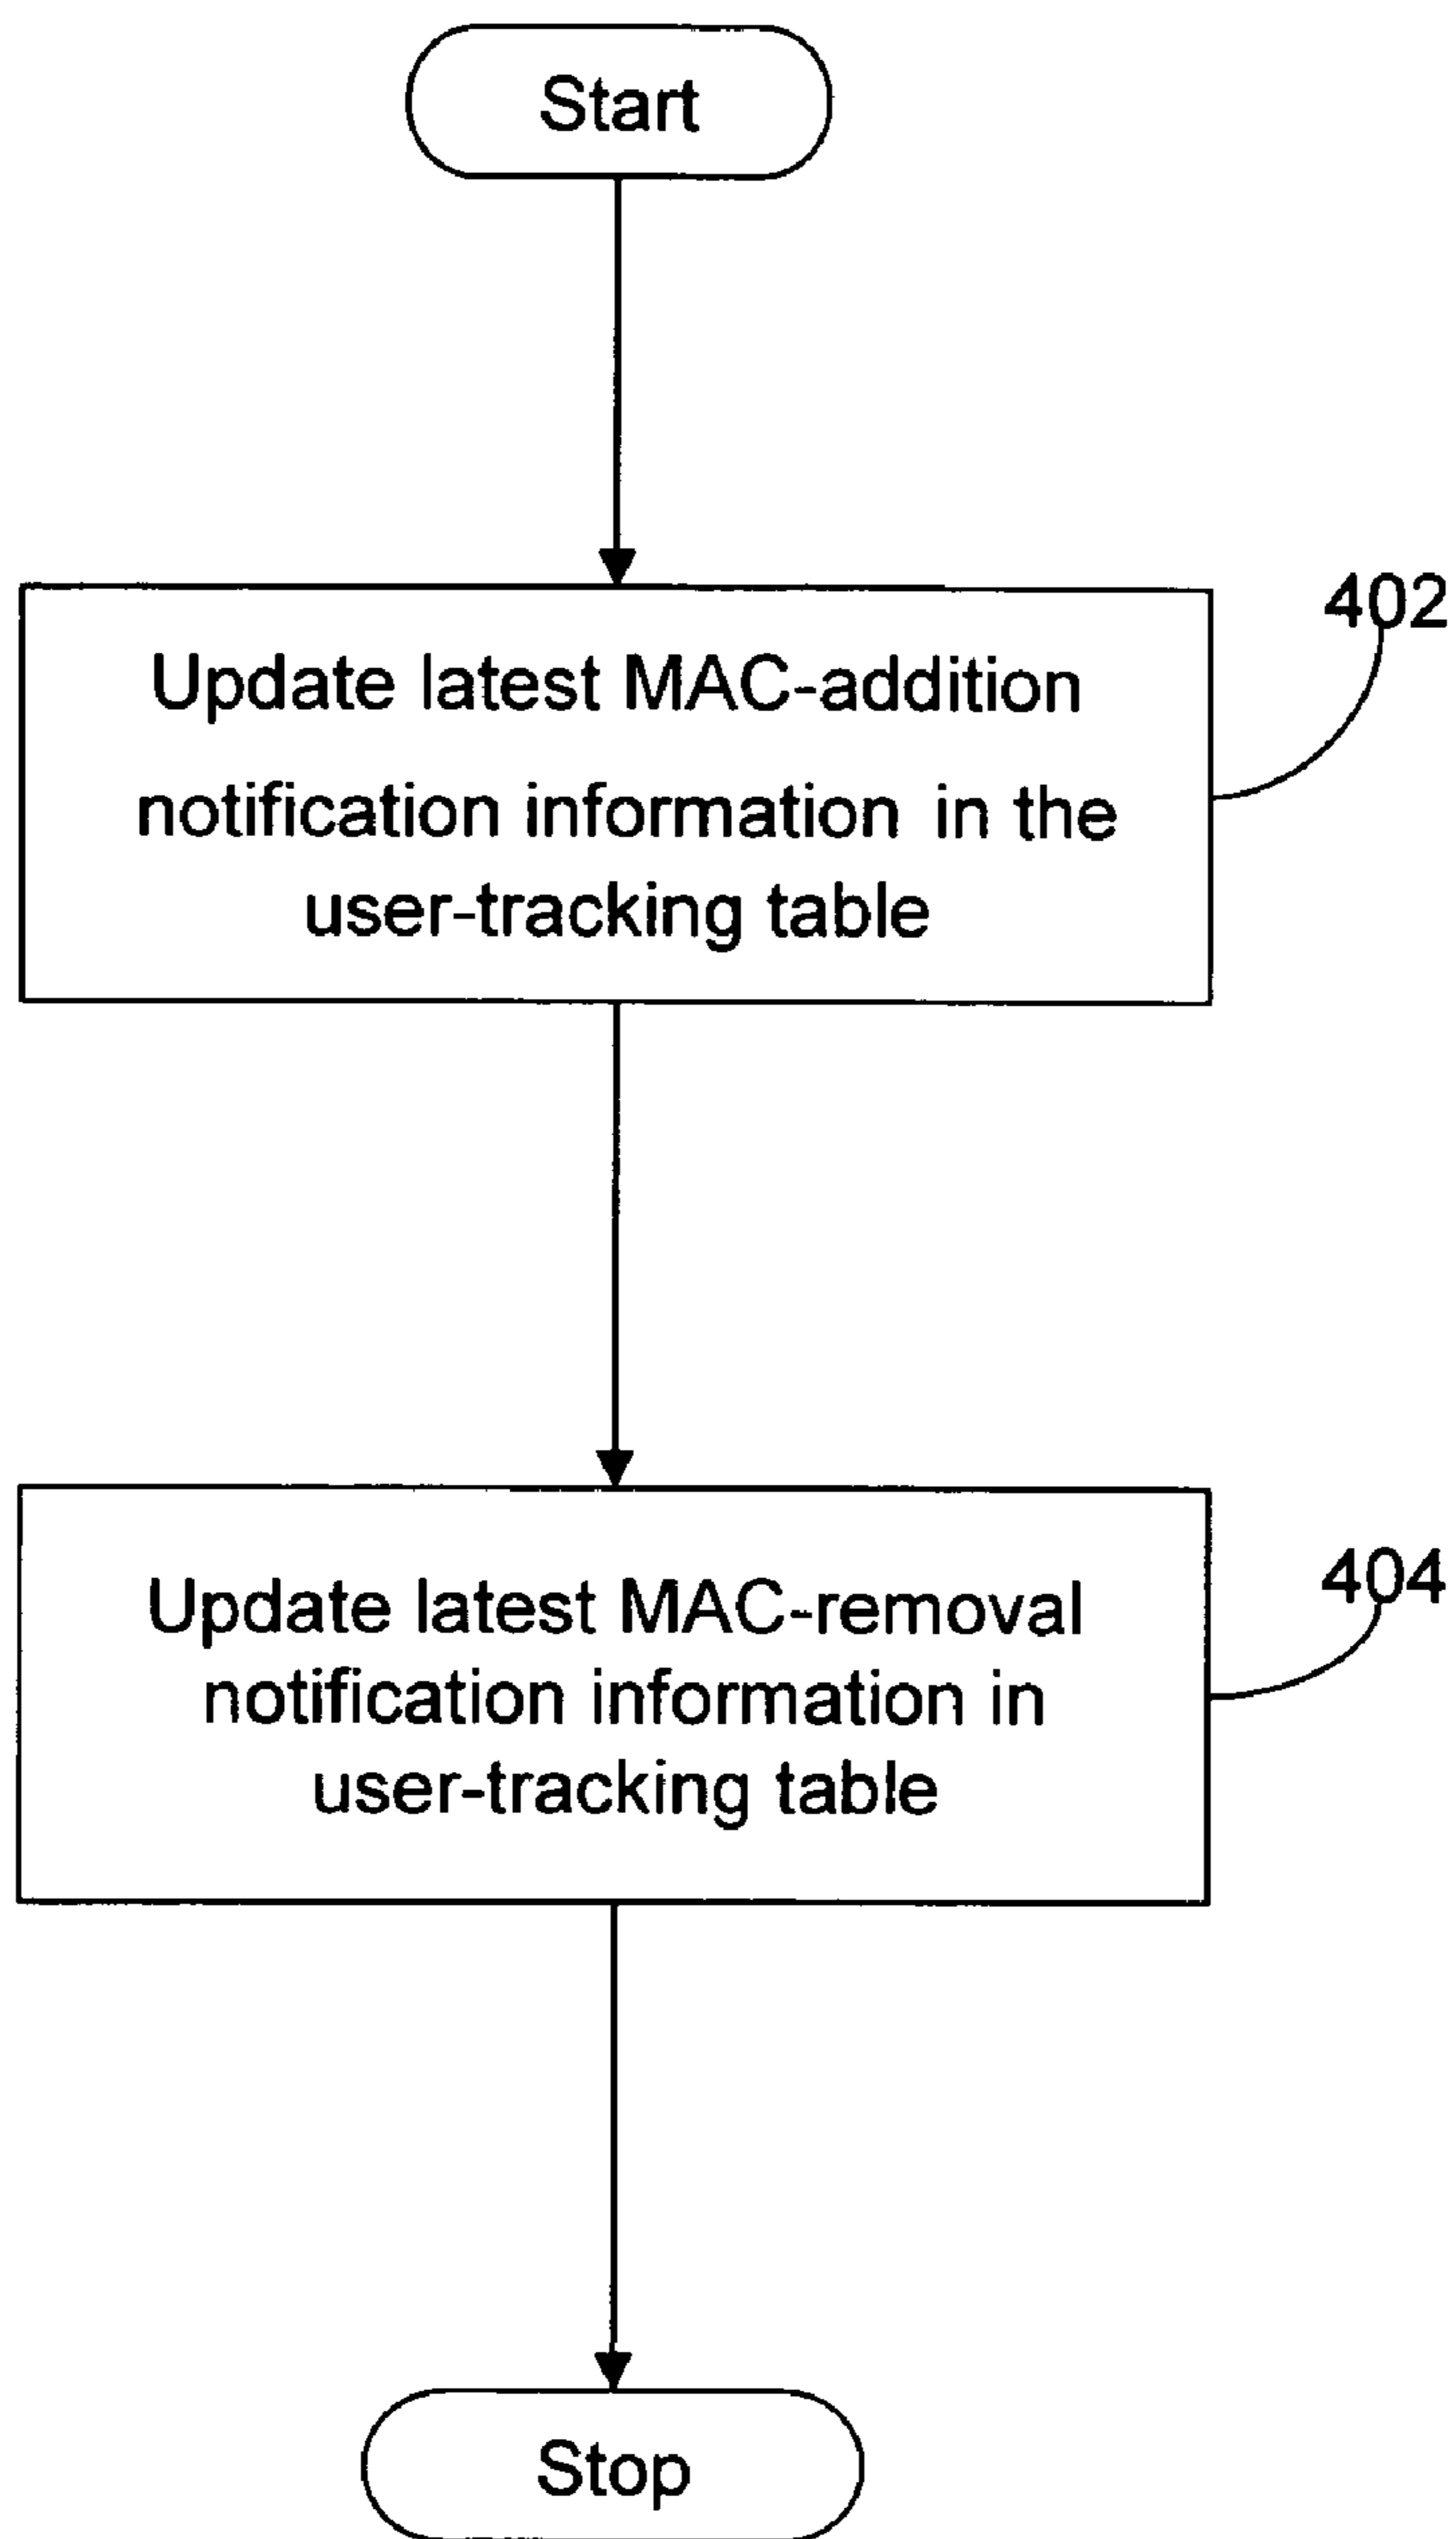 Start
402
Update latest MAC-addition
notification information in the
user-tracking table
404
Update latest MAC-removal
notification information in
user-tracking table
Stop